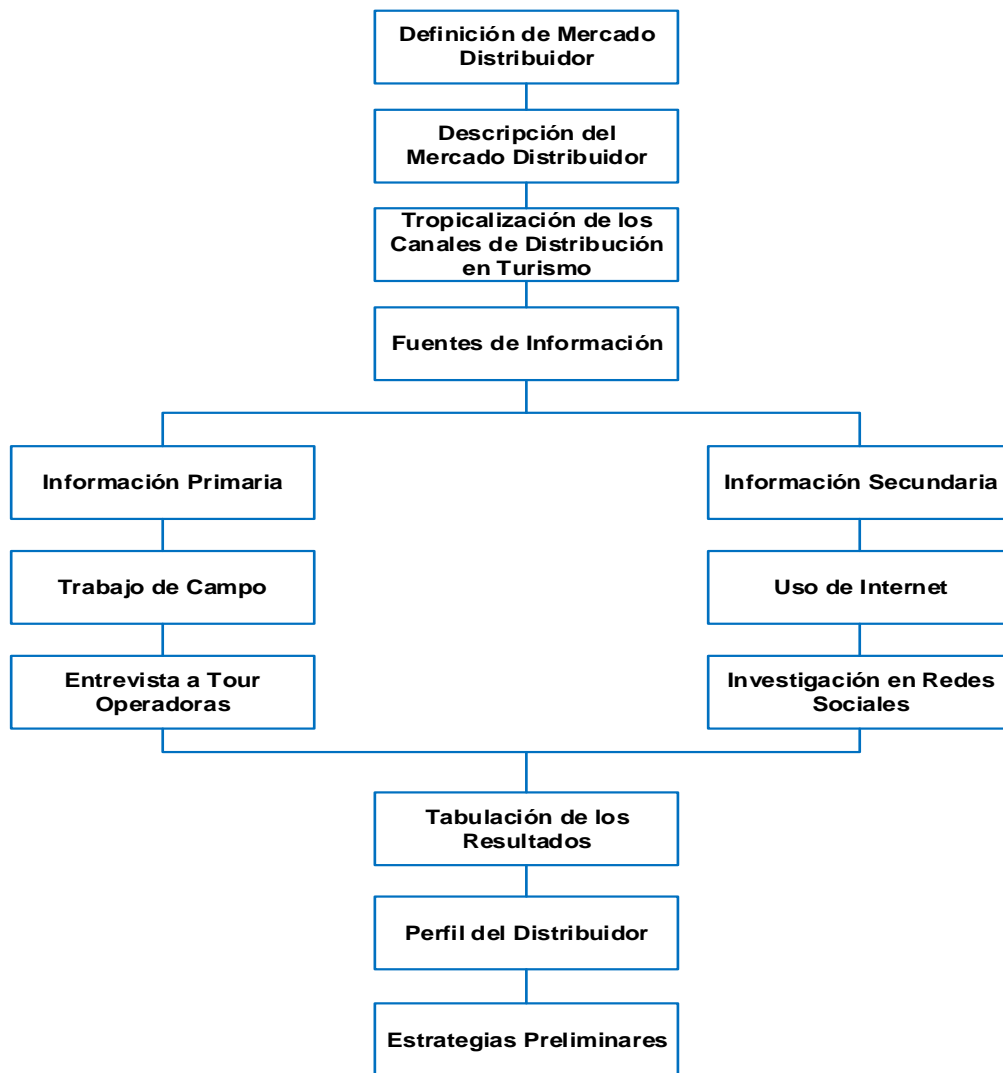 Definición de Mercado
Distribuidor
Descripción del
Mercado Distribuidor
Tropicalización de los
Canales de Distribución
en Turismo
Fuentes de Información
Información Primaria
Información Secundaria
Trabajo de Campo
Uso de Internet
Entrevista a Tour
Operadoras
Investigación en Redes
Sociales
Tabulación de los
Resultados
Perfil del Distribuidor
Estrategias Preliminares